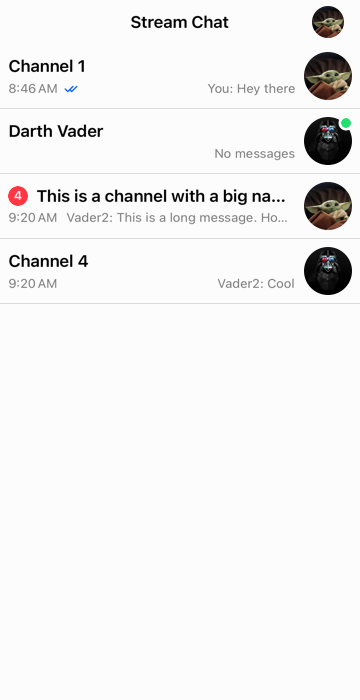 Stream Chat
Channel 1
8:46 AM You: Hey there
Darth Vader
No messages
4 This is a channel with a big na...
9:20 AM Vader2: This is a long message. Ho...
Channel 4
9:20 AM Vader2: Cool